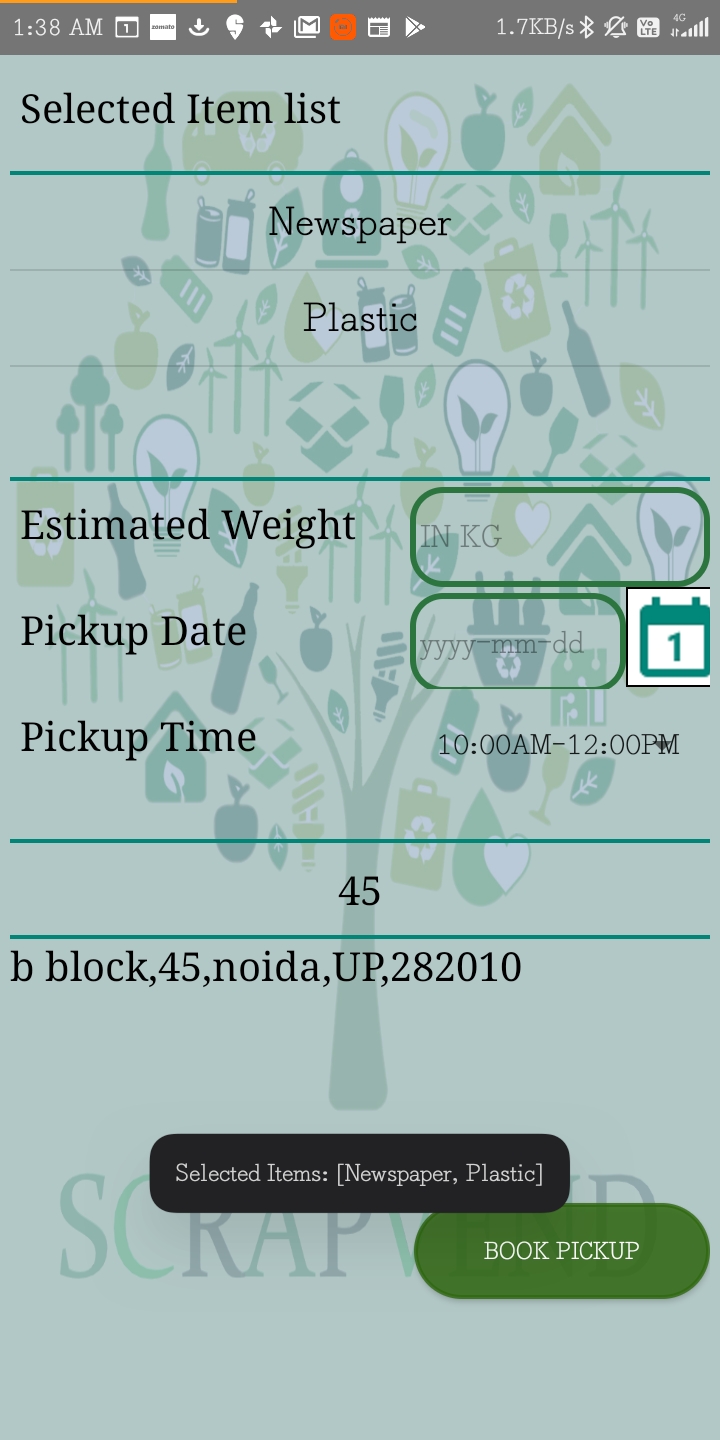 1:38 AM 1 zomato 1.7KB/s Vo LTE 4G
Selected Item list
Newspaper
Plastic
Estimated Weight IN KG
Pickup Date yyyy-mm-dd 1
Pickup Time 10:00AM-12:00PM
45
b block,45,noida,UP,282010
Selected Items: [Newspaper, Plastic]
SCRAPVEND
BOOK PICKUP